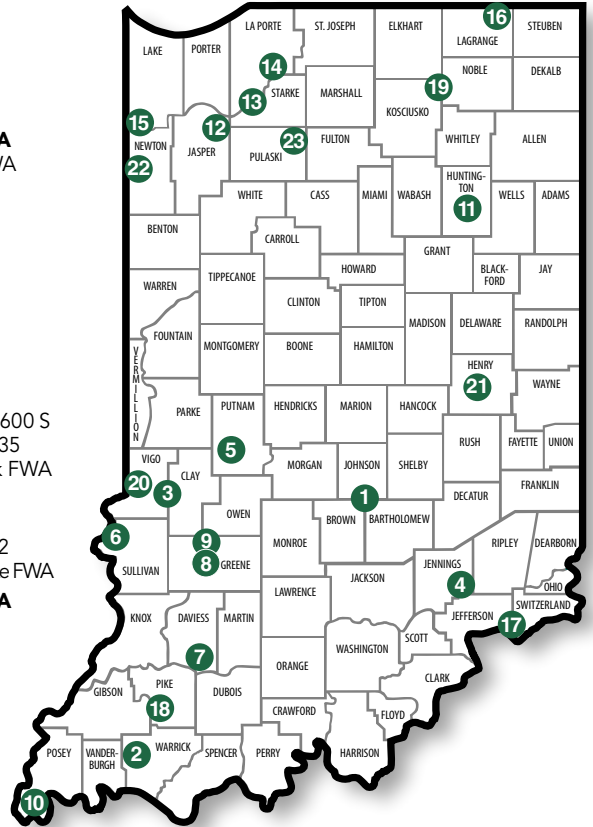 A
WA
600 S
35
k FWA
2
e FWA
A
LAKE
PORTER
LA PORTE
ST. JOSEPH
ELKHART
16
LAGRANGE
STEUBEN
14
NOBLE
DEKALB
13
STARKE
MARSHALL
19
KOSCIUSKO
15
NEWTON
12
JASPER
23
PULASKI
FULTON
WHITLEY
ALLEN
22
WHITE
CASS
MIAMI
WABASH
HUNTING-
TON
11
WELLS
ADAMS
BENTON
CARROLL
GRANT
WARREN
TIPPECANOE
HOWARD
BLACK-
FORD
JAY
CLINTON
TIPTON
FOUNTAIN
MONTGOMERY
BOONE
HAMILTON
MADISON
DELAWARE
RANDOLPH
VERMILLION
HENRY
21
WAYNE
PARKE
PUTNAM
5
HENDRICKS
MARION
HANCOCK
RUSH
FAYETTE
UNION
VIGO
20
3
CLAY
MORGAN
JOHNSON
SHELBY
1
DECATUR
FRANKLIN
OWEN
BROWN
BARTHOLOMEW
6
SULLIVAN
9
8
GREENE
MONROE
RIPLEY
DEARBORN
JACKSON
JENNINGS
4
OHIO
SWITZERLAND
17
JEFFERSON
LAWRENCE
KNOX
DAVIESS
MARTIN
7
ORANGE
WASHINGTON
SCOTT
CLARK
GIBSON
PIKE
18
DUBOIS
CRAWFORD
FLOYD
POSEY
VANDER-
BURGH
2
WARRICK
SPENCER
PERRY
HARRISON
10